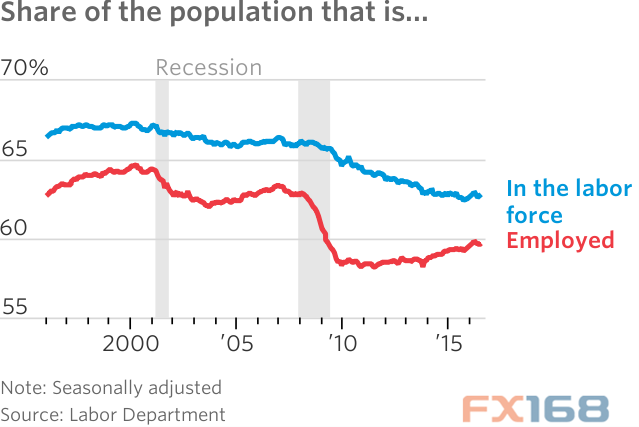 Share of the population that is...
70%
Recession
65
60
55
In the labor
force
Employed
2000 '05 '10 '15
Note: Seasonally adjusted
Source: Labor Department
FX168